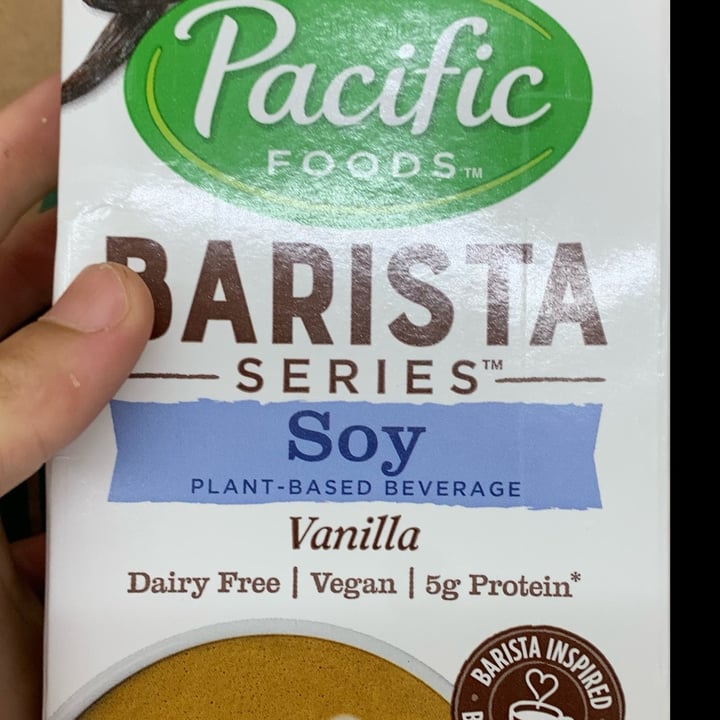 Pacific
FOODS™
BARISTA
SERIES™
Soy
PLANT-BASED BEVERAGE
Vanilla
Dairy Free | Vegan | 5g Protein*
BARISTA INSPIRED